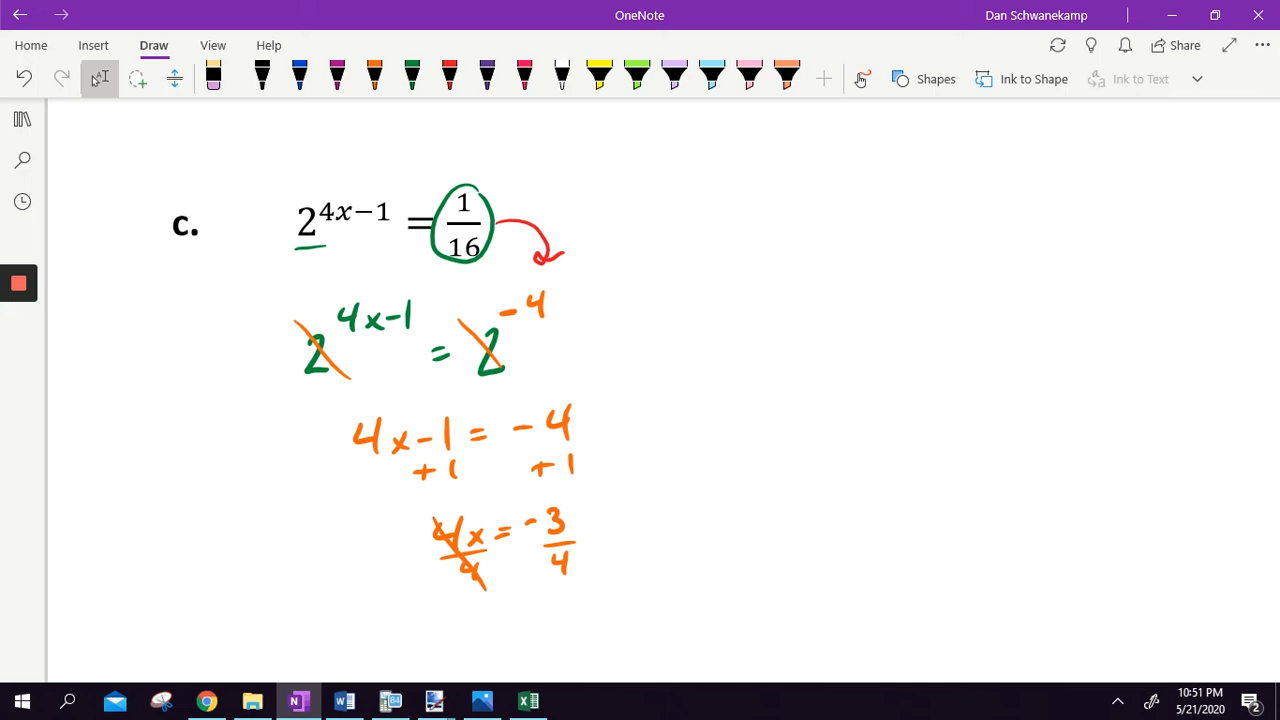 OneNote
Dan Schwanekamp
Home Insert Draw View Help
Share
Shapes Ink to Shape Ink to Text
c. 2^{4x−1} = 1/16
2^{4x-1} = 2^{-4}
4x-1 = -4
+1 +1
4x/4 = -3/4
10:51 PM
5/21/2020
2